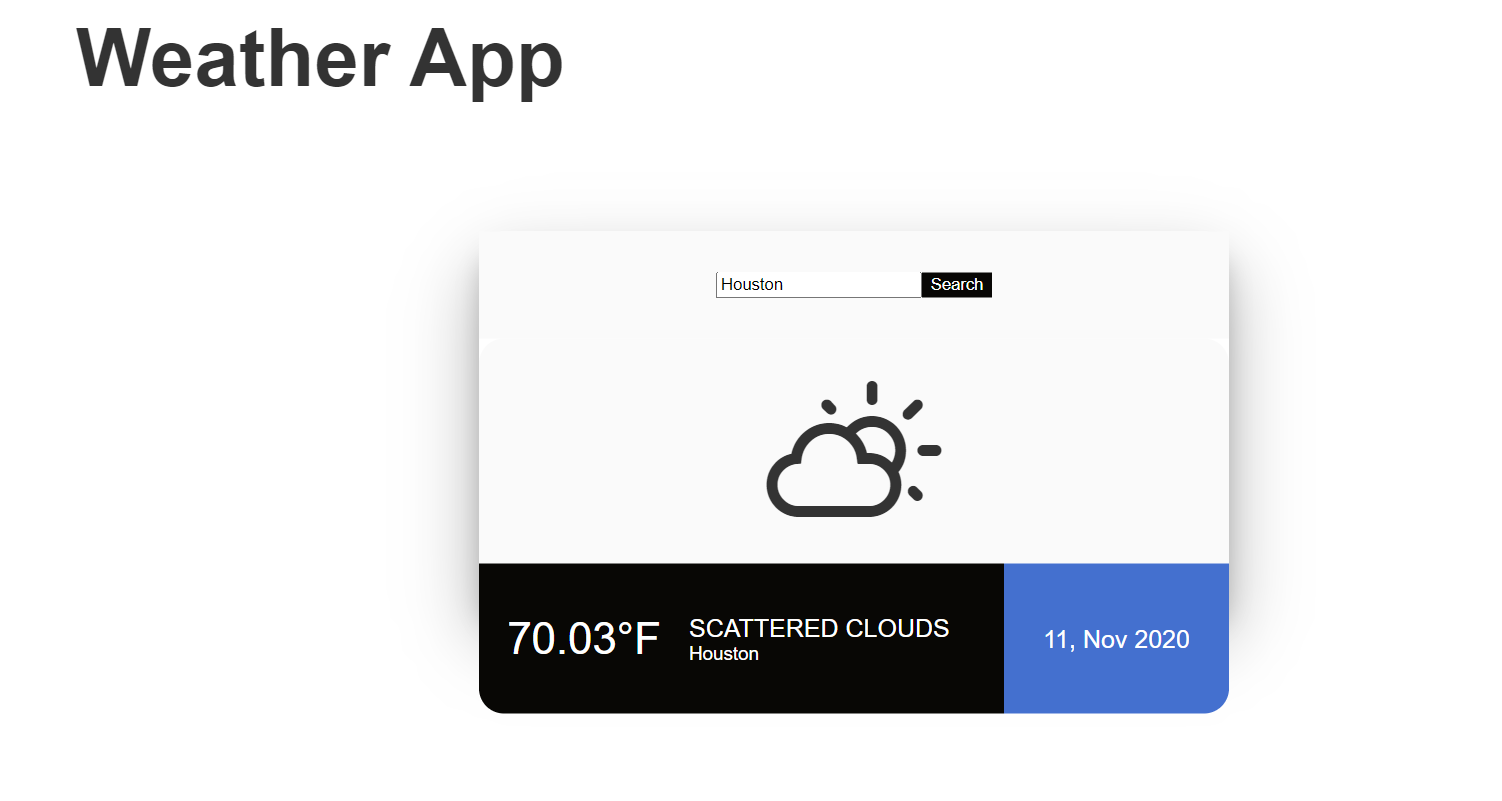 Weather App
Houston Search
70.03°F
SCATTERED CLOUDS
Houston
11, Nov 2020